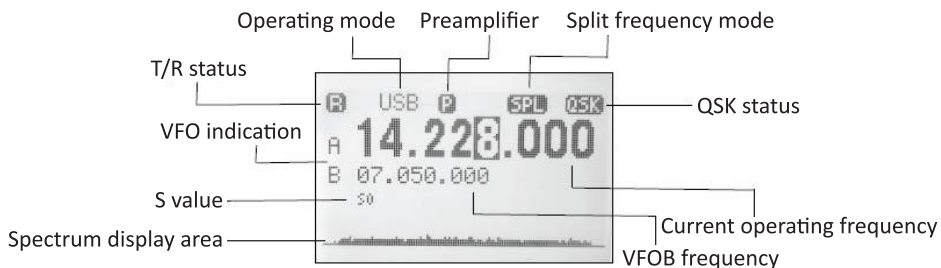 Operating mode Preamplifier Split frequency mode
T/R status
R USB P SPL QSK
QSK status
VFO indication
A 14.228.000
B 07.050.000
S value
S0
Current operating frequency
Spectrum display area
VFOB frequency